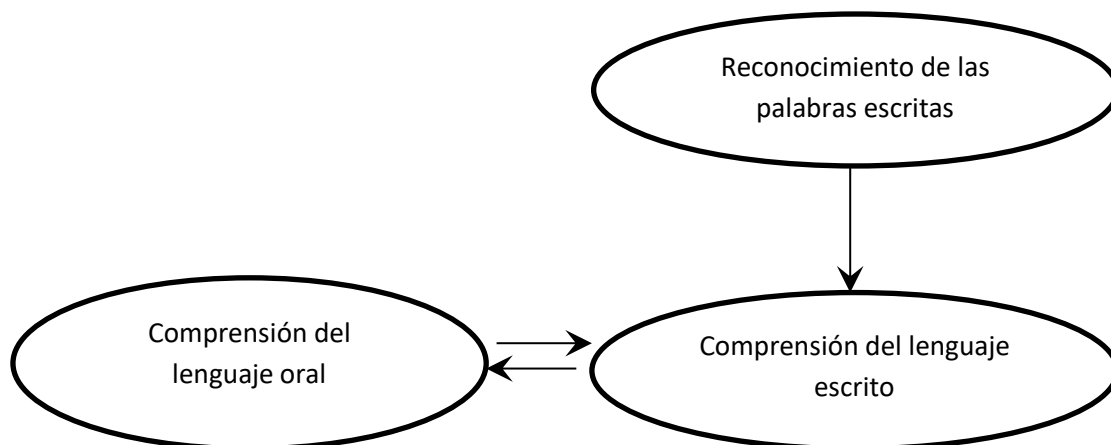 Reconocimiento de las
palabras escritas
Comprensión del
lenguaje oral
Comprensión del lenguaje
escrito